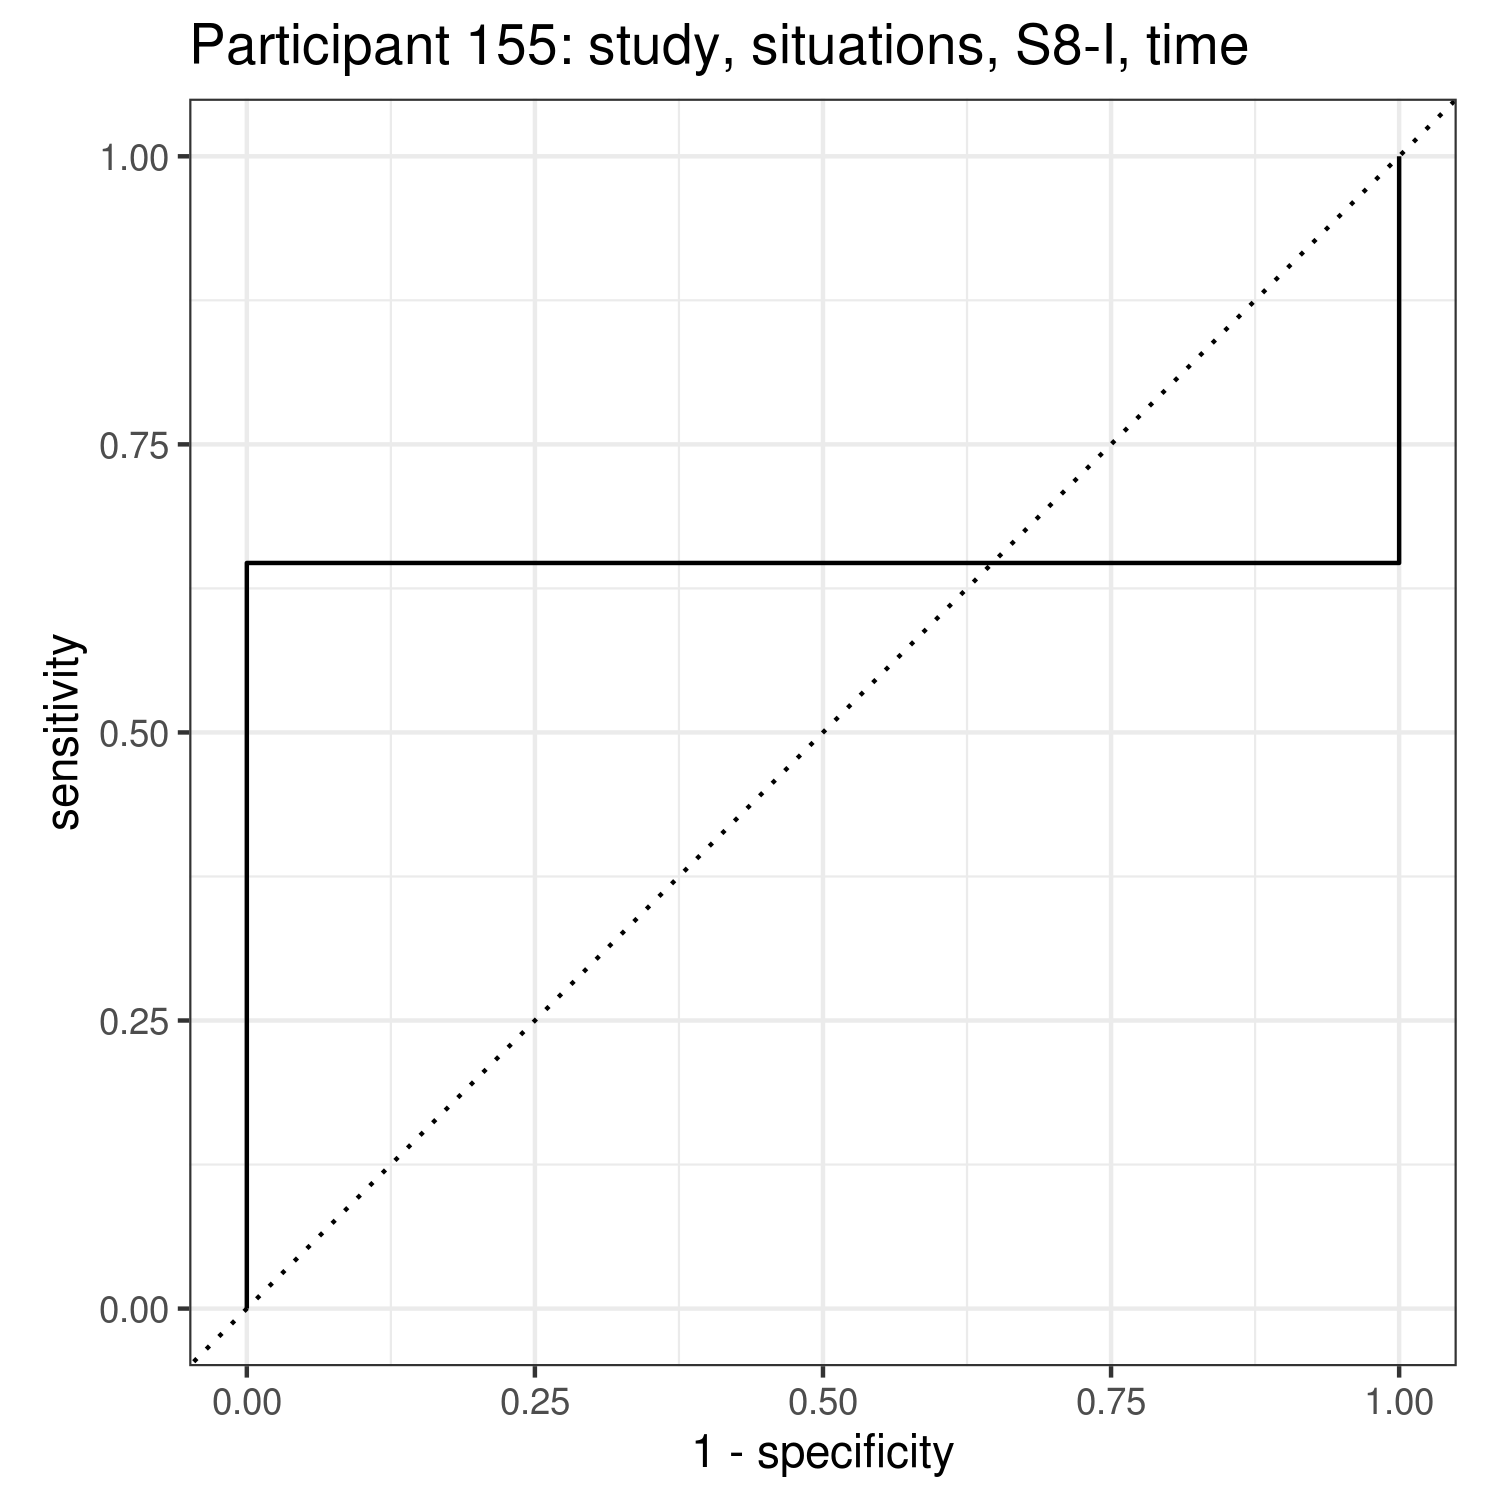 Participant 155: study, situations, S8-I, time
1.00
0.75
0.50
0.25
0.00
sensitivity
0.00 0.25 0.50 0.75 1.00
1 - specificity